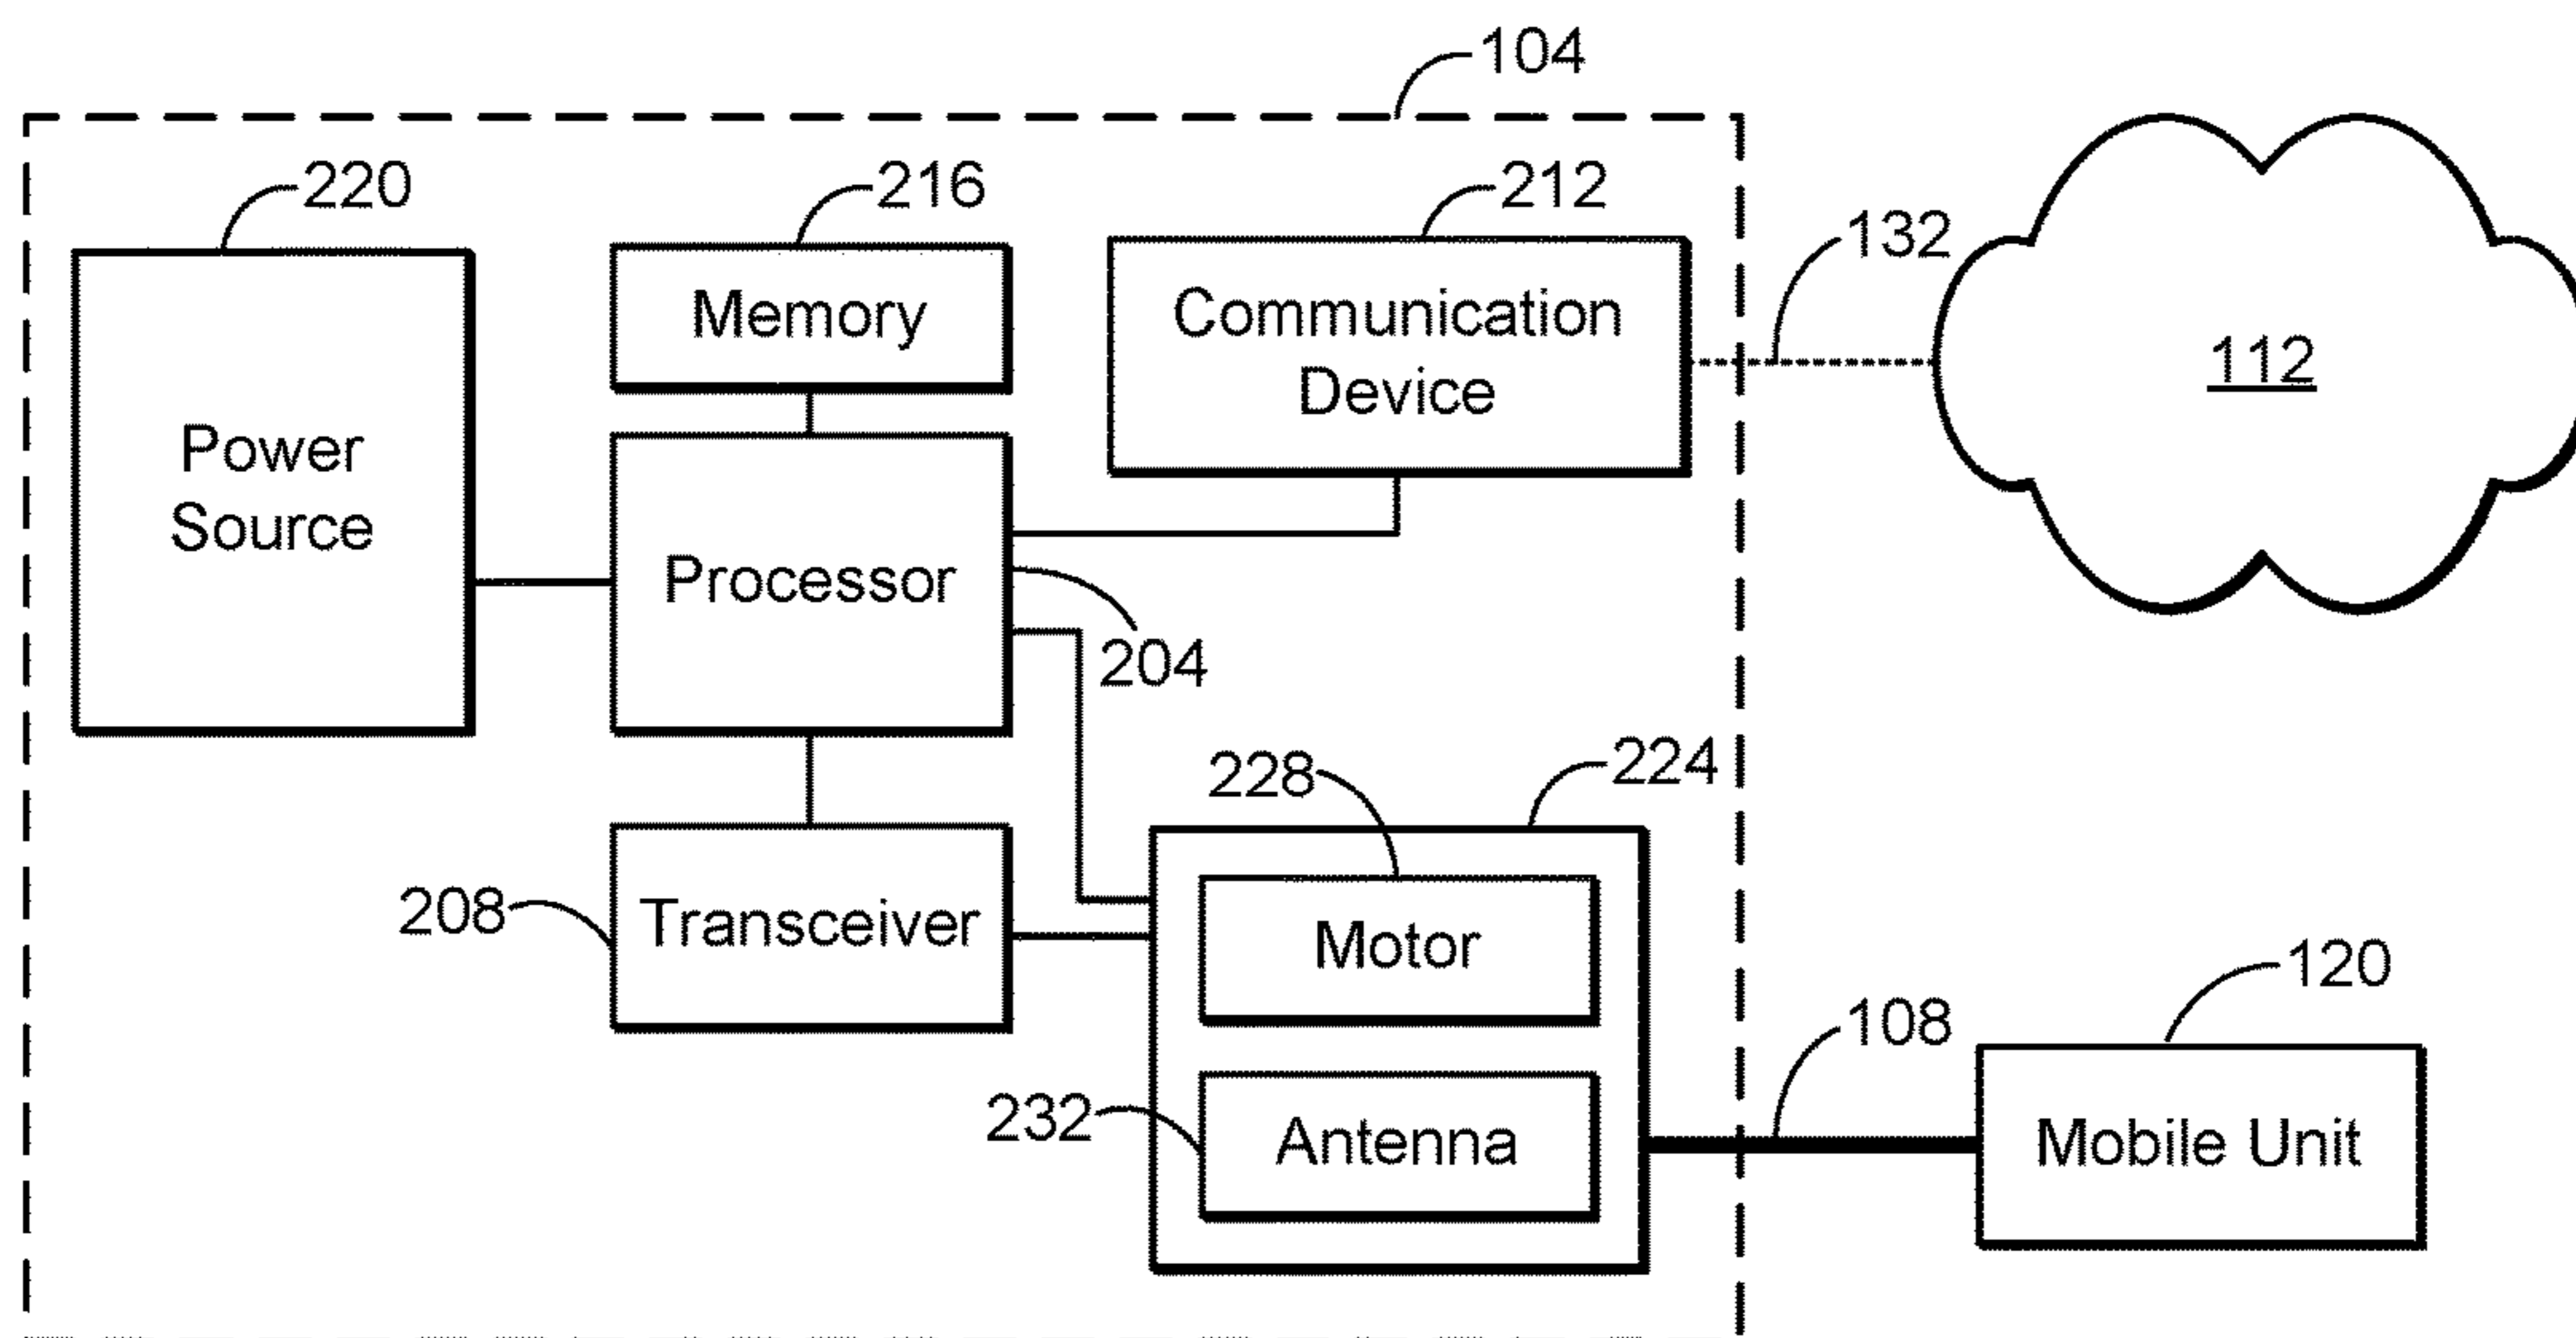 104
220
216
212
132
Memory
Communication
Device
112
Power
Source
Processor
204
228
224
208
Transceiver
Motor
120
108
232
Antenna
Mobile Unit